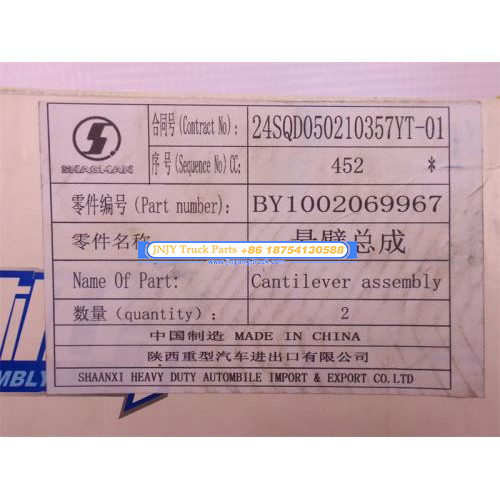 合同号(Contract No): 24SQD050210357YT-01
SHACMAN
序号(Sequence No)CC: 452 *
零件编号(Part number): BY1002069967
零件名称 悬臂总成
JNJY Truck Parts +86 18754130588
Name Of Part: Cantilever assembly
数量(quantity): 2
中国制造 MADE IN CHINA
陕西重型汽车进出口有限公司
SHAANXI HEAVY DUTY AUTOMBILE IMPORT & EXPORT CO.,LTD